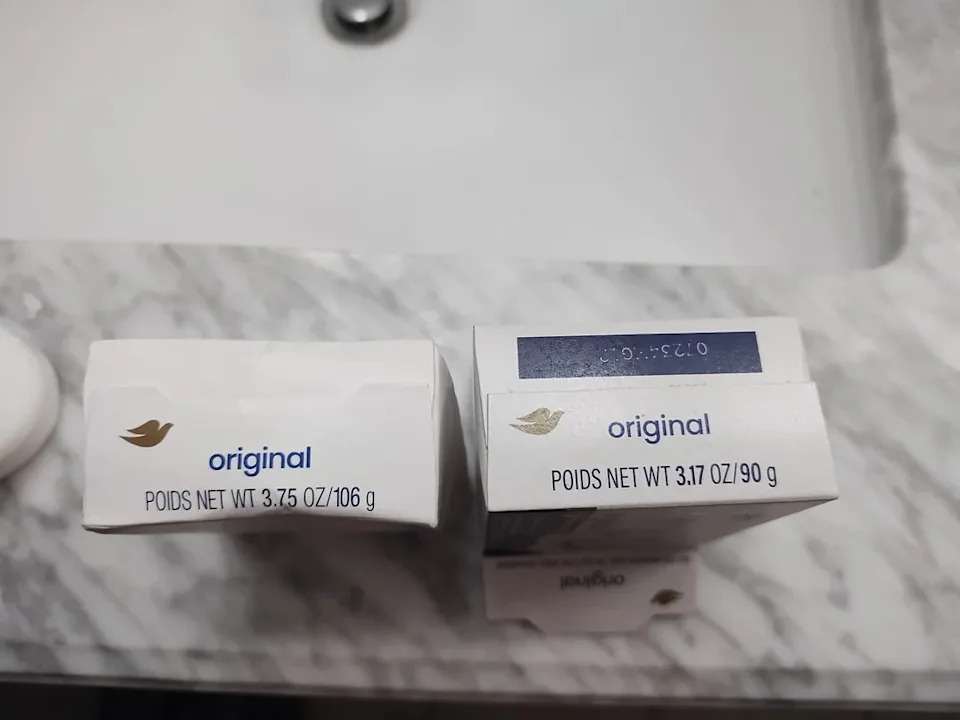 original
POIDS NET WT 3.75 OZ/106 g
original
POIDS NET WT 3.17 OZ/90 g
original